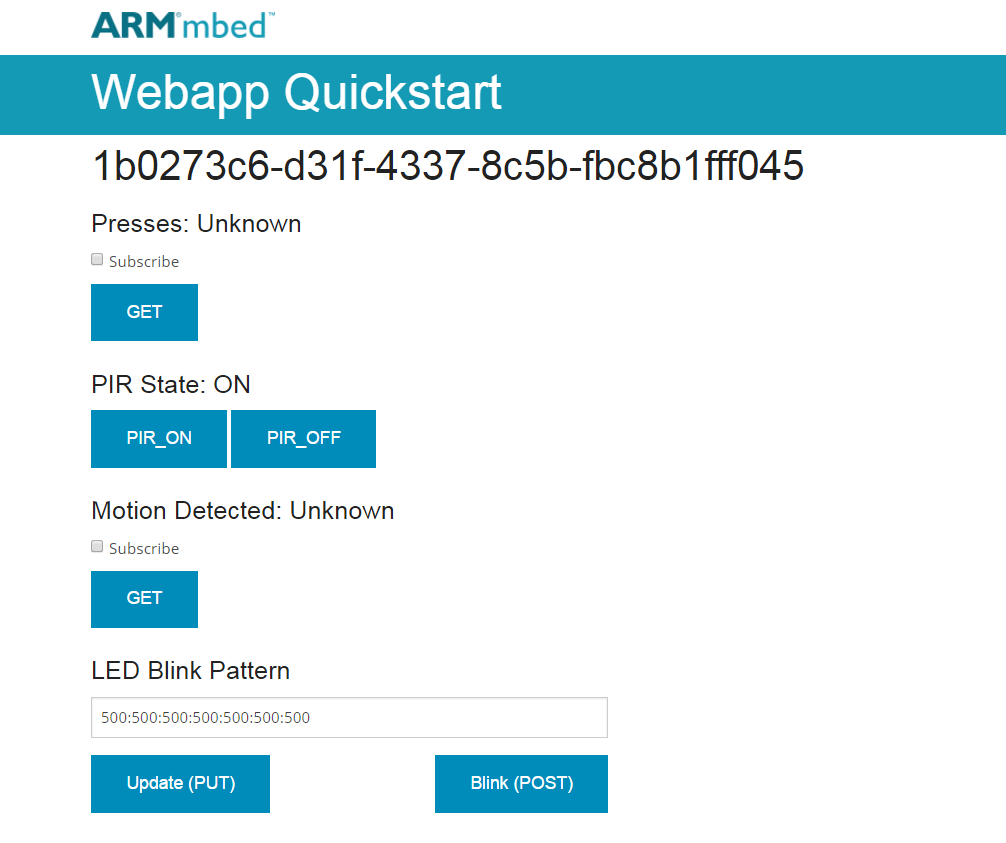 ARM®mbed™
Webapp Quickstart
1b0273c6-d31f-4337-8c5b-fbc8b1fff045
Presses: Unknown
Subscribe
GET
PIR State: ON
PIR_ON PIR_OFF
Motion Detected: Unknown
Subscribe
GET
LED Blink Pattern
500:500:500:500:500:500:500
Update (PUT) Blink (POST)